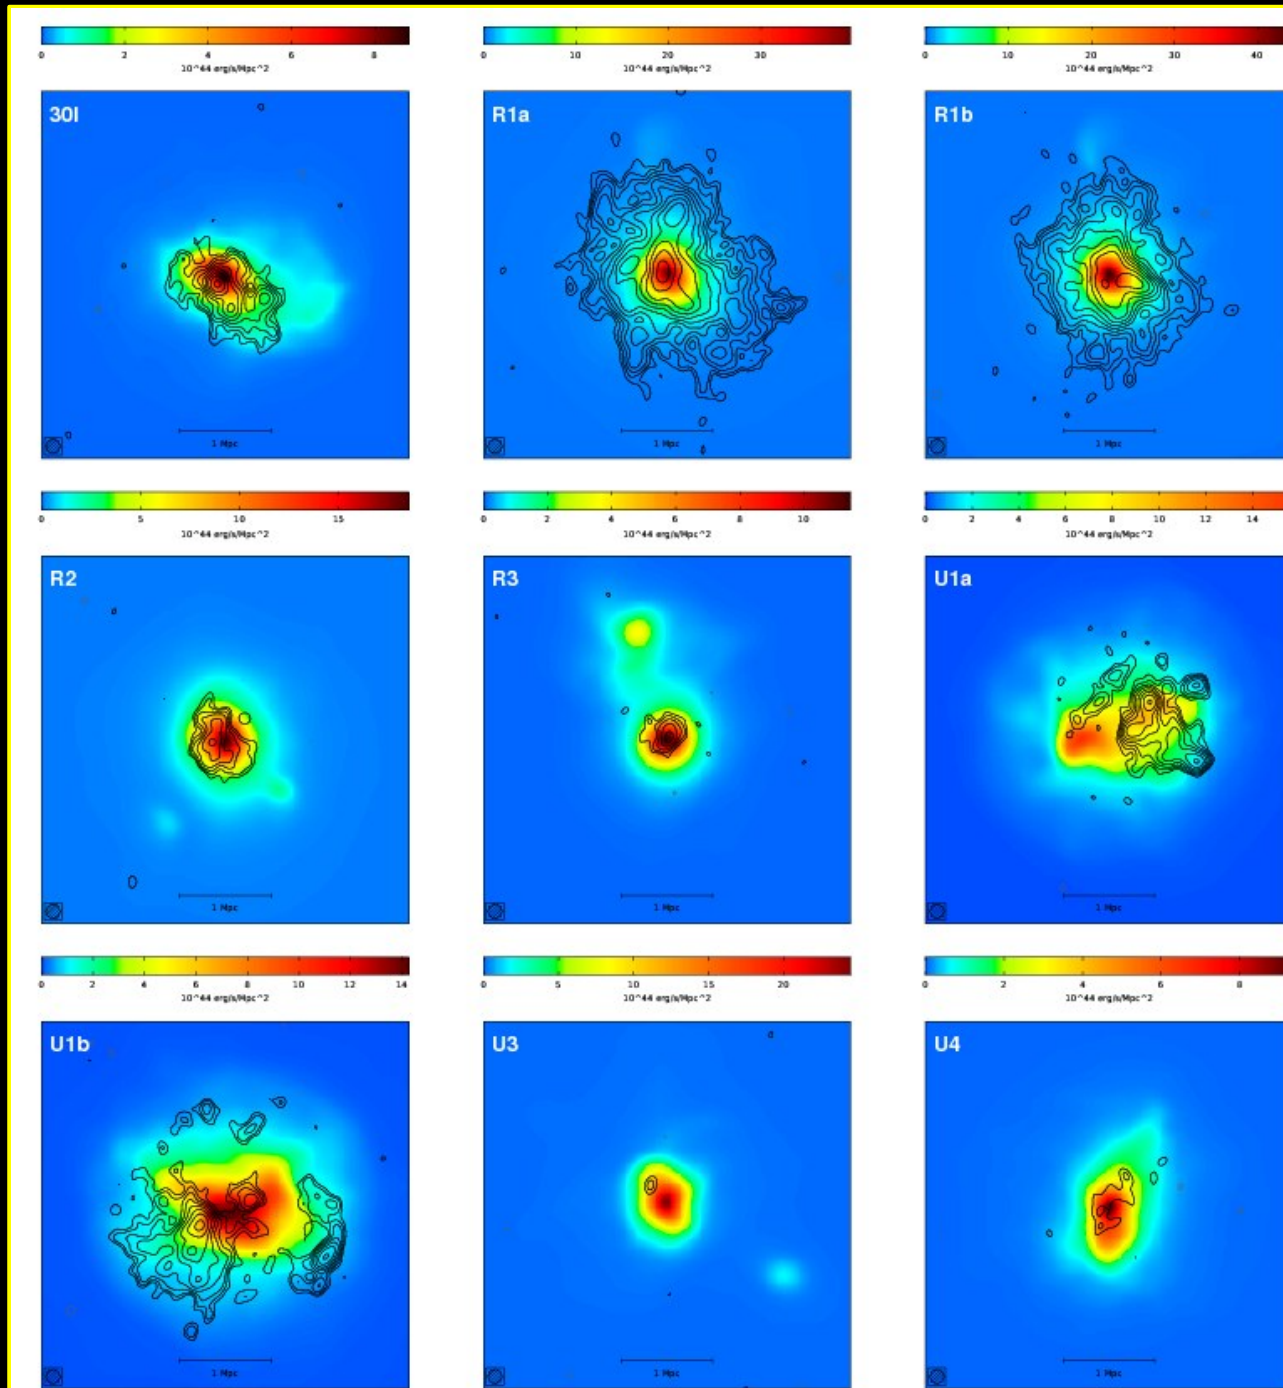 0 2 4 6 8
10^44 erg/s/Mpc^2
0 10 20 30
10^44 erg/s/Mpc^2
0 10 20 30 40
10^44 erg/s/Mpc^2
30I
R1a
R1b
1 Mpc
1 Mpc
1 Mpc
0 5 10 15
10^44 erg/s/Mpc^2
0 2 4 6 8 10
10^44 erg/s/Mpc^2
0 2 4 6 8 10 12 14
10^44 erg/s/Mpc^2
R2
R3
U1a
1 Mpc
1 Mpc
1 Mpc
0 2 4 6 8 10 12 14
10^44 erg/s/Mpc^2
0 5 10 15 20
10^44 erg/s/Mpc^2
0 2 4 6 8
10^44 erg/s/Mpc^2
U1b
U3
U4
1 Mpc
1 Mpc
1 Mpc